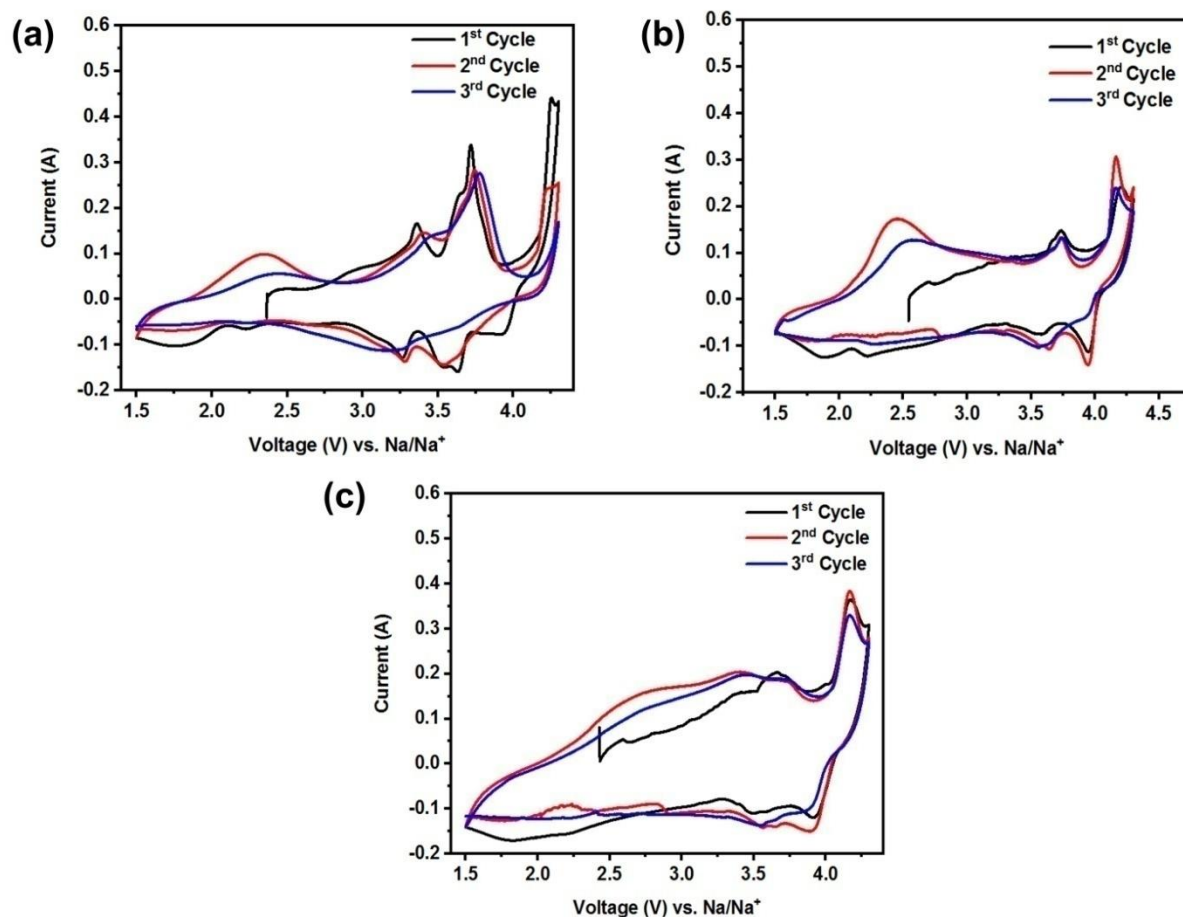 (a)
0.6
0.5
0.4
0.3
0.2
0.1
0.0
-0.1
-0.2
Current (A)
1st Cycle
2nd Cycle
3rd Cycle
1.5 2.0 2.5 3.0 3.5 4.0
Voltage (V) vs. Na/Na+
(b)
0.6
0.5
0.4
0.3
0.2
0.1
0.0
-0.1
-0.2
Current (A)
1st Cycle
2nd Cycle
3rd Cycle
1.5 2.0 2.5 3.0 3.5 4.0 4.5
Voltage (V) vs. Na/Na+
(c)
0.6
0.5
0.4
0.3
0.2
0.1
0.0
-0.1
-0.2
Current (A)
1st Cycle
2nd Cycle
3rd Cycle
1.5 2.0 2.5 3.0 3.5 4.0
Voltage (V) vs. Na/Na+